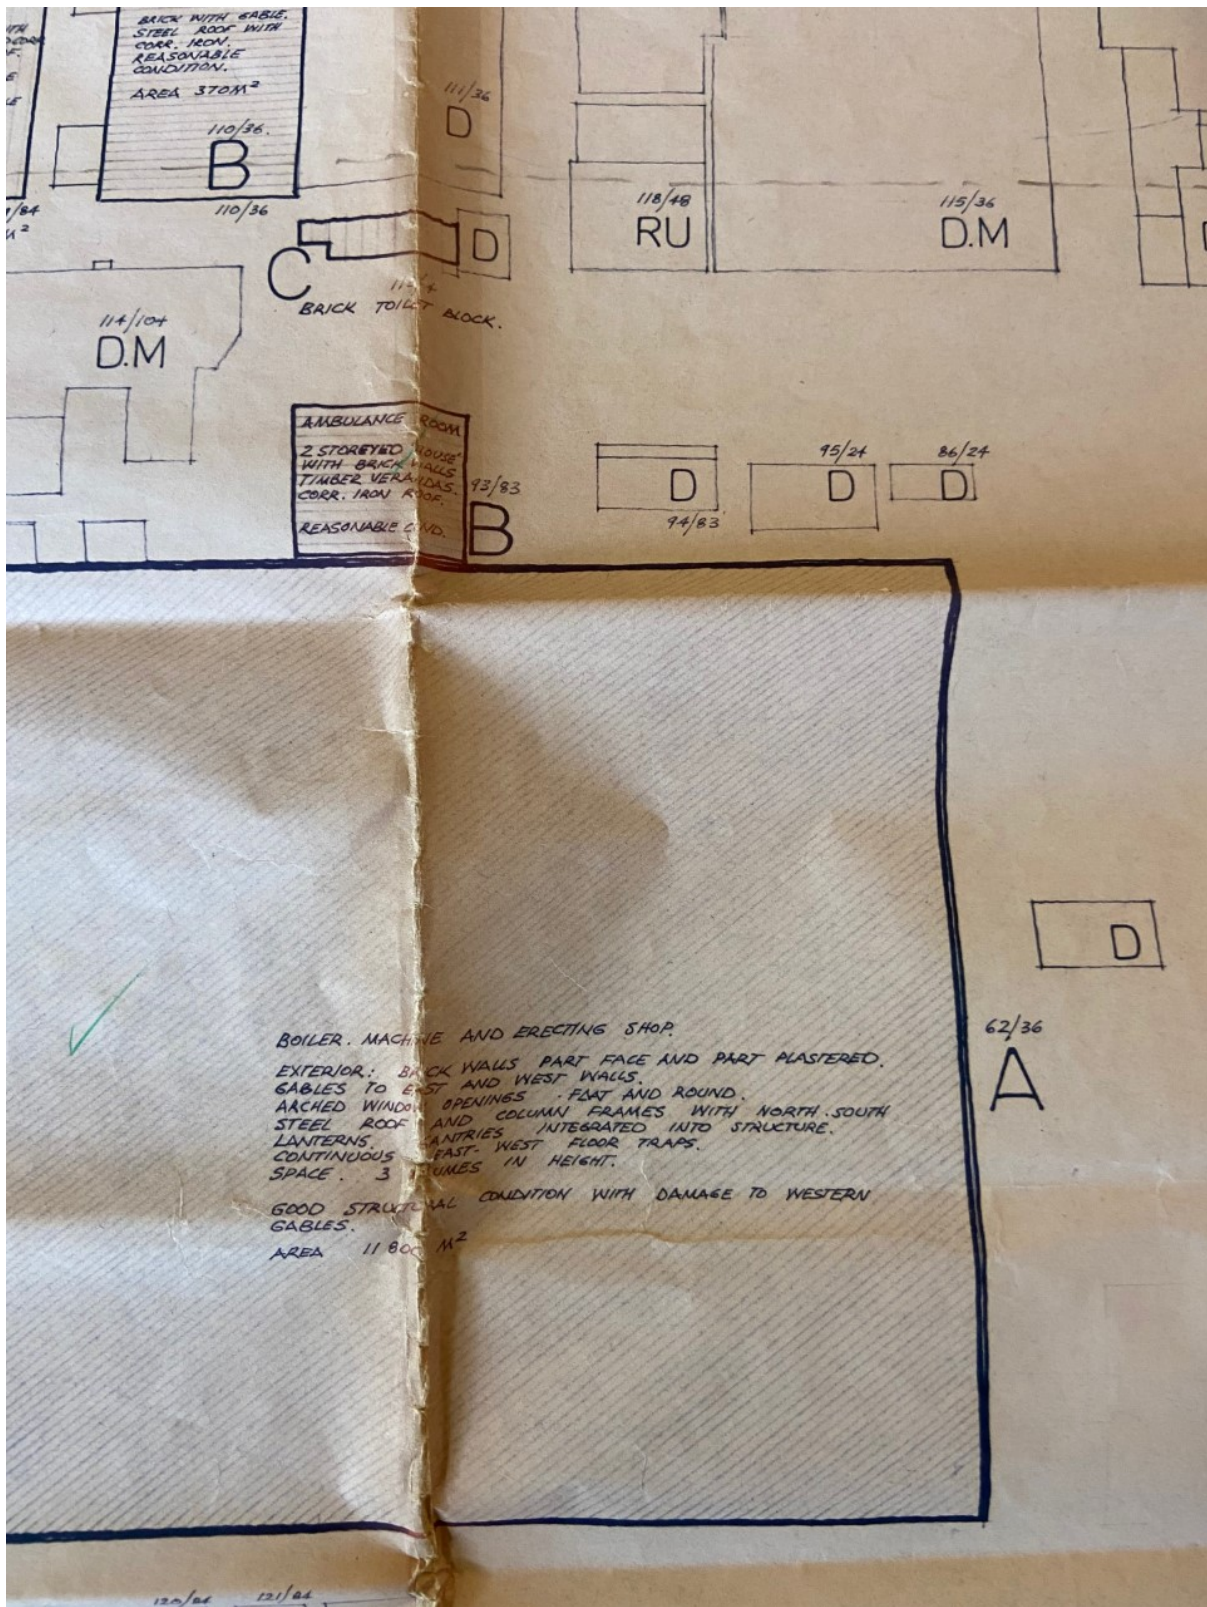 BRICK WITH GABLE.
STEEL ROOF WITH
CORR. IRON.
REASONABLE
CONDITION.
AREA 370M²
110/36.
B
110/36
111/36
D
118/48
RU
115/36
D.M
/84
M²
C
D
BRICK TOILET BLOCK.
114/104
D.M
AMBULANCE ROOM
2 STOREYED HOUSE
WITH BRICK WALLS
TIMBER VERANDAS.
CORR. IRON ROOF.
REASONABLE COND.
93/83
B
D
94/83
95/24
D
86/24
D
D
62/36
A
BOILER. MACHINE AND ERECTING SHOP.
EXTERIOR: BRICK WALLS PART FACE AND PART PLASTERED.
GABLES TO EAST AND WEST WALLS.
ARCHED WINDOW OPENINGS - FLAT AND ROUND.
STEEL ROOF AND COLUMN FRAMES WITH NORTH.SOUTH
LANTERNS. GANTRIES INTEGRATED INTO STRUCTURE.
CONTINUOUS EAST-WEST FLOOR TRAPS.
SPACE. 3 VOLUMES IN HEIGHT.
GOOD STRUCTURAL CONDITION WITH DAMAGE TO WESTERN
GABLES.
AREA 11 800 M²
120/84 121/84